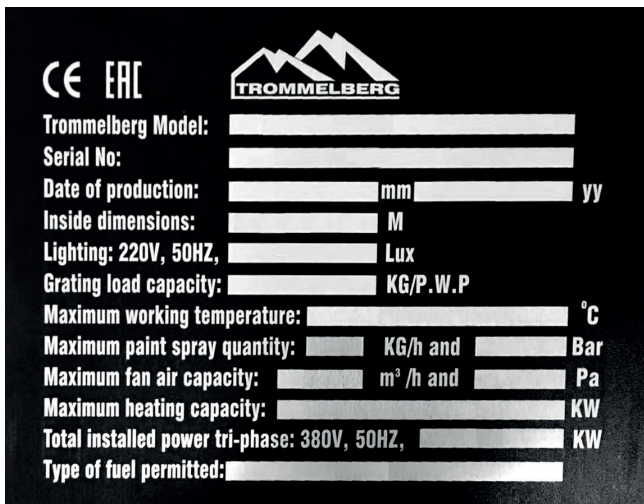 CE EAC
TROMMELBERG
Trommelberg Model:
Serial No:
Date of production: mm yy
Inside dimensions: M
Lighting: 220V, 50HZ, Lux
Grating load capacity: KG/P.W.P
Maximum working temperature: °C
Maximum paint spray quantity: KG/h and Bar
Maximum fan air capacity: m³ /h and Pa
Maximum heating capacity: KW
Total installed power tri-phase: 380V, 50HZ, KW
Type of fuel permitted: